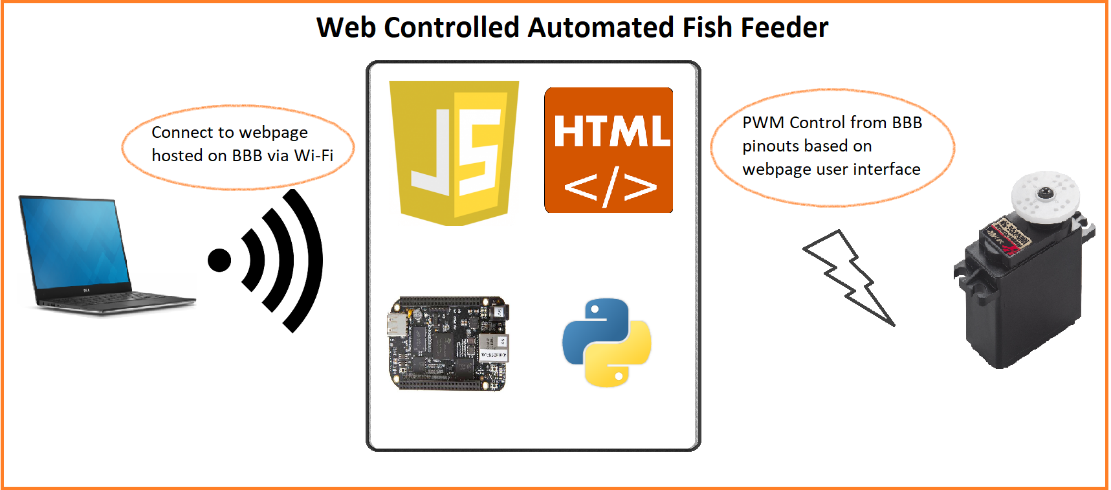 Web Controlled Automated Fish Feeder
Connect to webpage
hosted on BBB via Wi-Fi
JS
HTML
</>
PWM Control from BBB
pinouts based on
webpage user interface